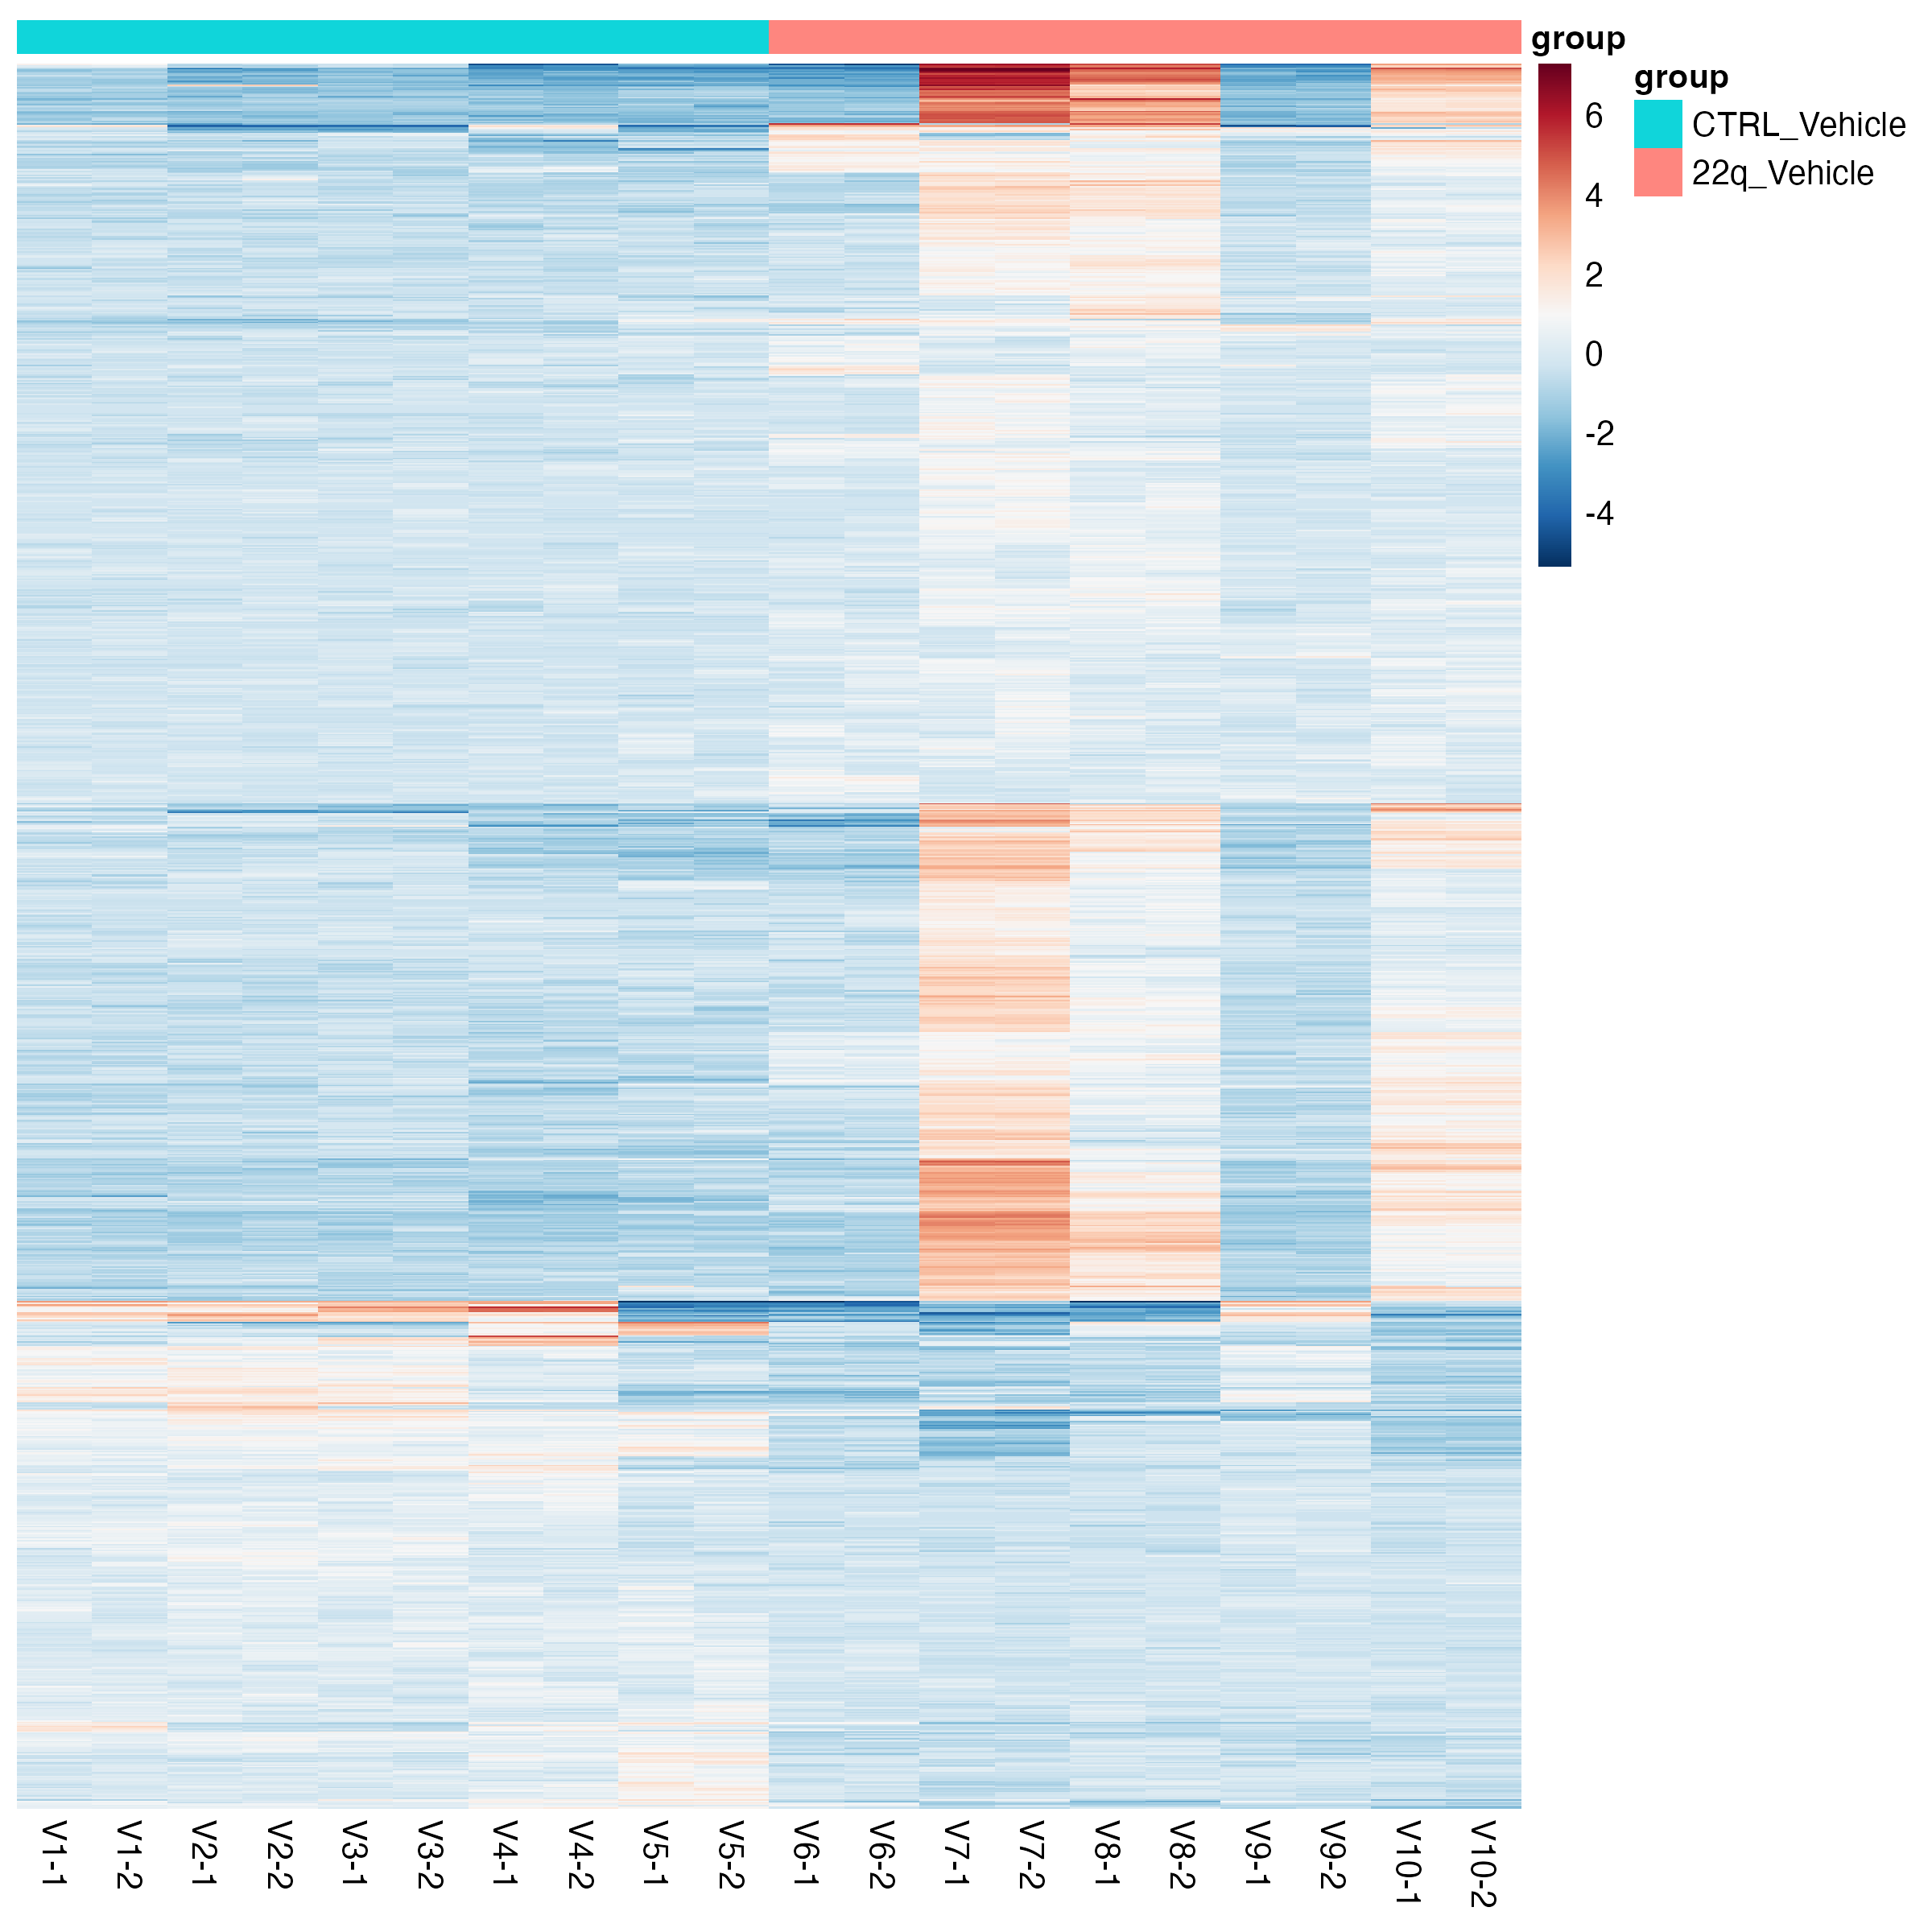 group
group
CTRL_Vehicle
22q_Vehicle
6
4
2
0
-2
-4
V1-1
V1-2
V2-1
V2-2
V3-1
V3-2
V4-1
V4-2
V5-1
V5-2
V6-1
V6-2
V7-1
V7-2
V8-1
V8-2
V9-1
V9-2
V10-1
V10-2